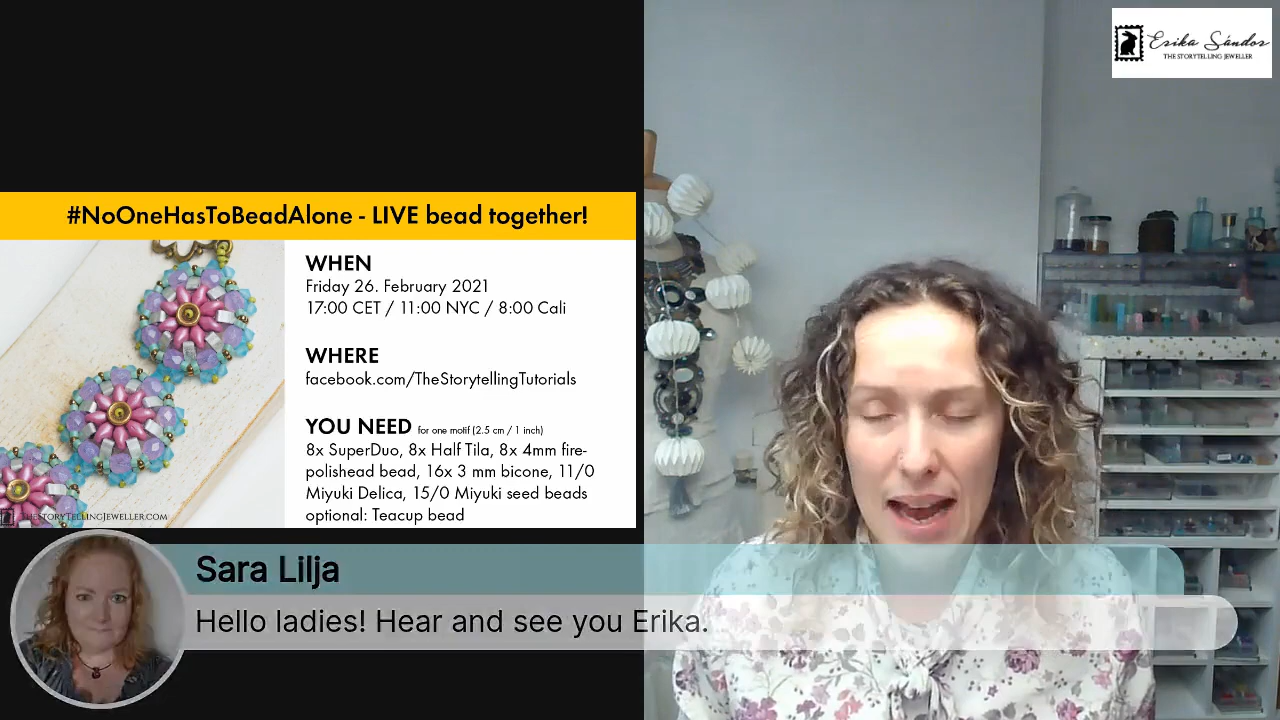 Erika Sándor
THE STORYTELLING JEWELLER
#NoOneHasToBeadAlone - LIVE bead together!
WHEN
Friday 26. February 2021
17:00 CET / 11:00 NYC / 8:00 Cali
WHERE
facebook.com/TheStorytellingTutorials
YOU NEED for one motif (2.5 cm / 1 inch)
8x SuperDuo, 8x Half Tila, 8x 4mm fire-
polishead bead, 16x 3 mm bicone, 11/0
Miyuki Delica, 15/0 Miyuki seed beads
optional: Teacup bead
THESTORYTELLINGJEWELLER.COM
Sara Lilja
Hello ladies! Hear and see you Erika.